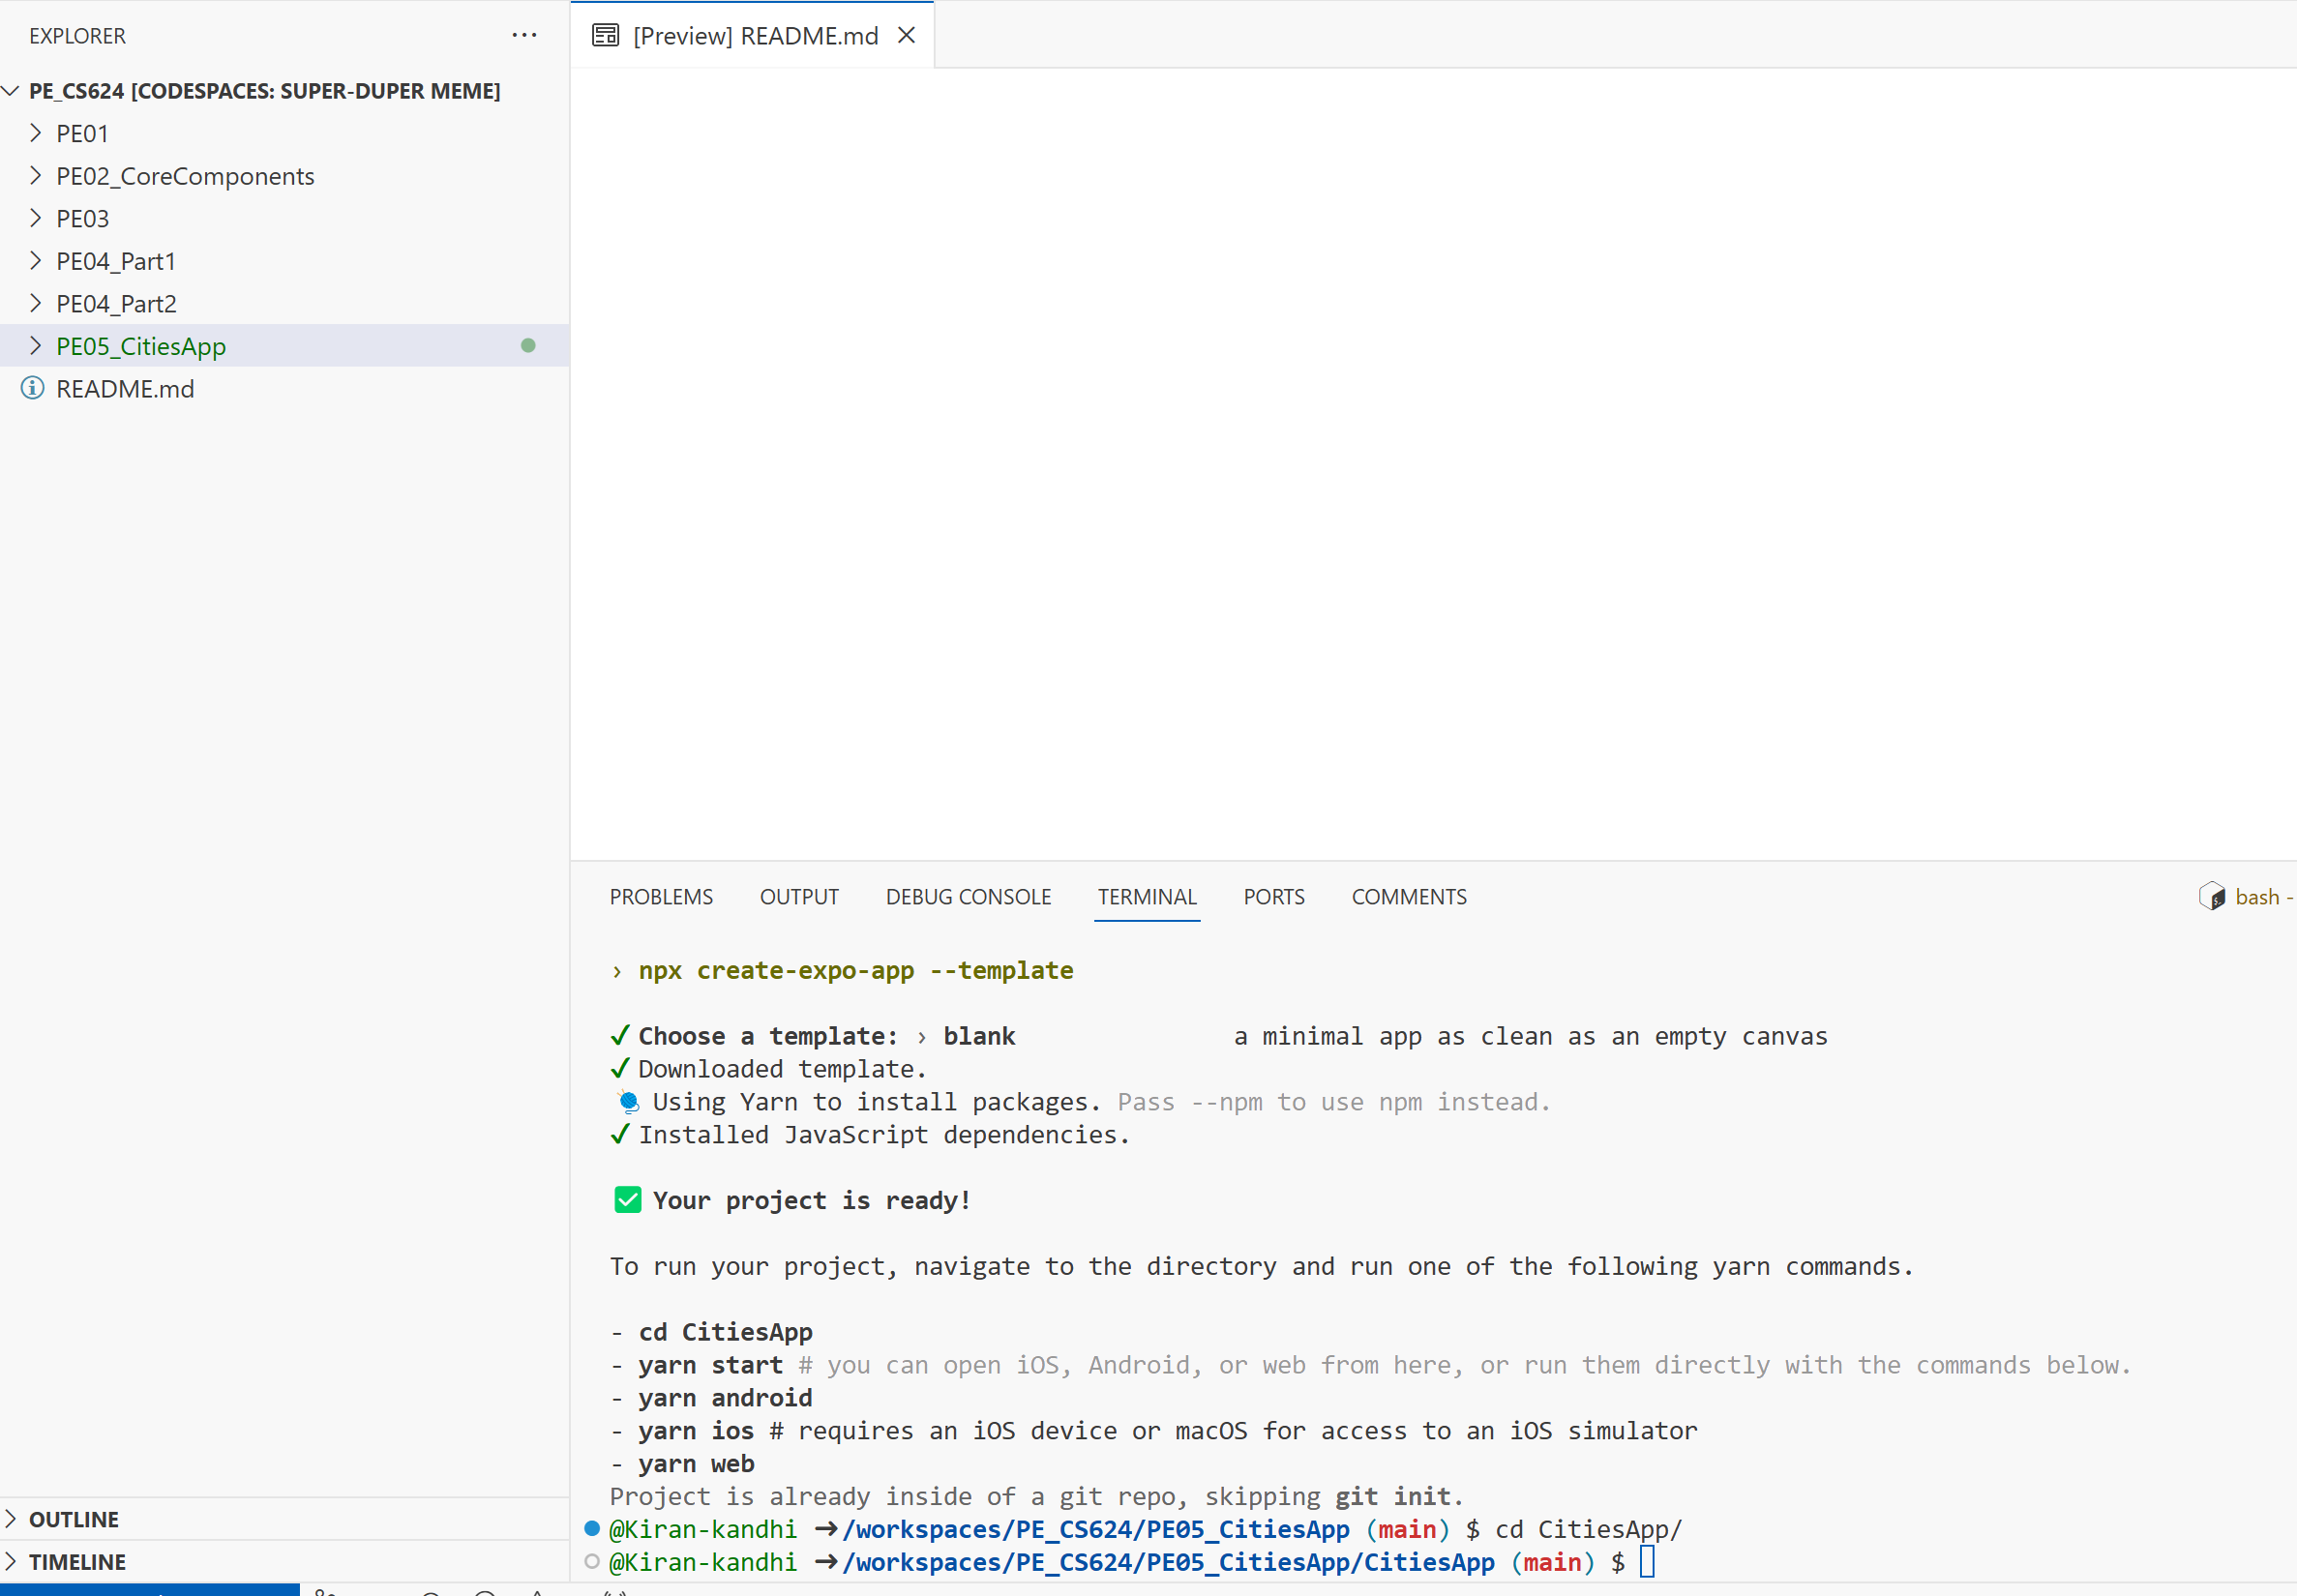 EXPLORER
PE_CS624 [CODESPACES: SUPER-DUPER MEME]
PE01
PE02_CoreComponents
PE03
PE04_Part1
PE04_Part2
PE05_CitiesApp
README.md
OUTLINE
TIMELINE
[Preview] README.md
PROBLEMS OUTPUT DEBUG CONSOLE TERMINAL PORTS COMMENTS
bash -
› npx create-expo-app --template
✓ Choose a template: › blank a minimal app as clean as an empty canvas
✓ Downloaded template.
🧶 Using Yarn to install packages. Pass --npm to use npm instead.
✓ Installed JavaScript dependencies.
✅ Your project is ready!
To run your project, navigate to the directory and run one of the following yarn commands.
- cd CitiesApp
- yarn start # you can open iOS, Android, or web from here, or run them directly with the commands below.
- yarn android
- yarn ios # requires an iOS device or macOS for access to an iOS simulator
- yarn web
Project is already inside of a git repo, skipping git init.
@Kiran-kandhi ➜ /workspaces/PE_CS624/PE05_CitiesApp (main) $ cd CitiesApp/
@Kiran-kandhi ➜ /workspaces/PE_CS624/PE05_CitiesApp/CitiesApp (main) $